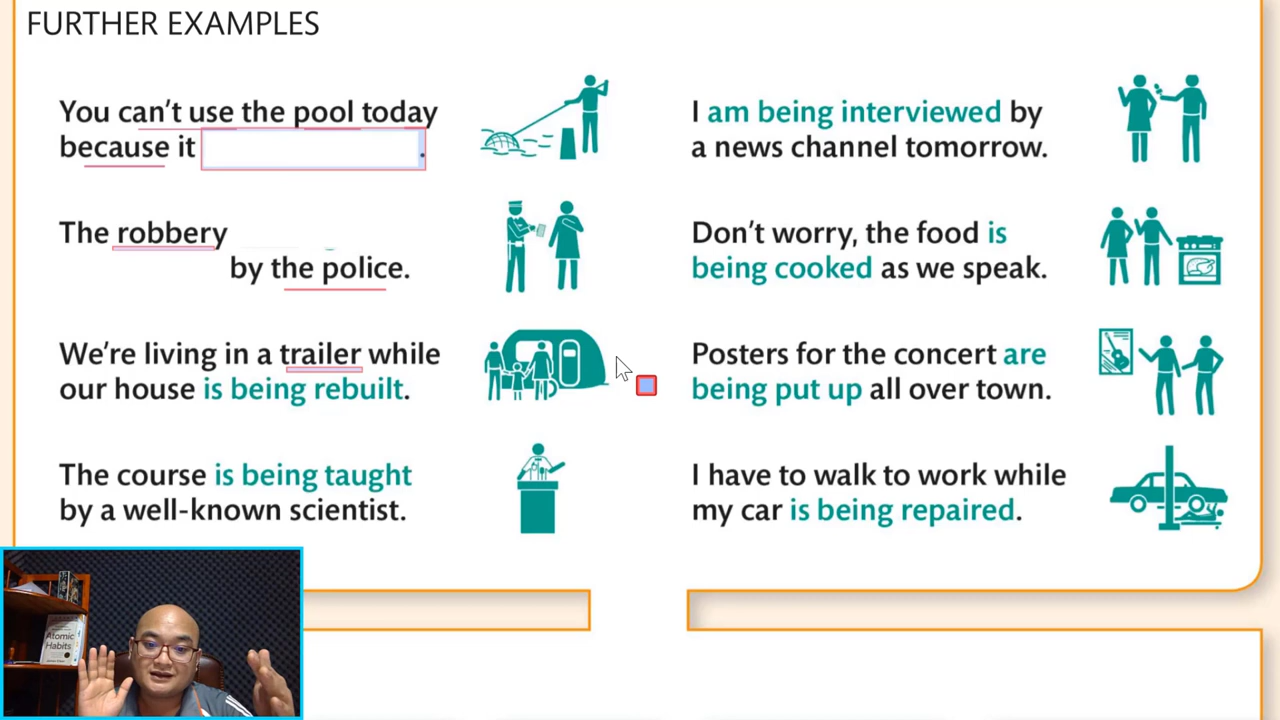 FURTHER EXAMPLES
You can't use the pool today
because it .
The robbery
by the police.
We're living in a trailer while
our house is being rebuilt.
The course is being taught
by a well-known scientist.
I am being interviewed by
a news channel tomorrow.
Don't worry, the food is
being cooked as we speak.
Posters for the concert are
being put up all over town.
I have to walk to work while
my car is being repaired.
Atomic
Habits